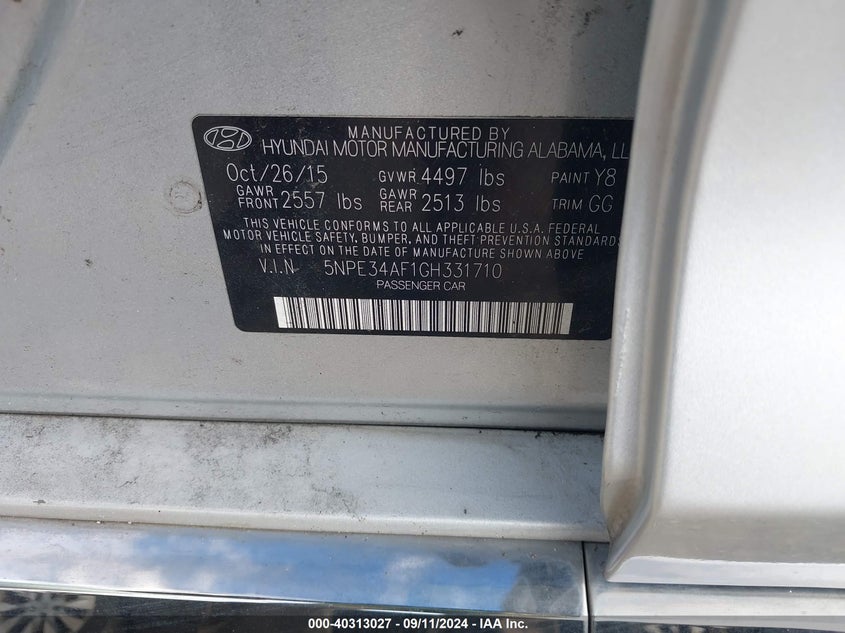 MANUFACTURED BY
HYUNDAI MOTOR MANUFACTURING ALABAMA, LL
Oct/26/15 GVWR 4497 lbs PAINT Y8
GAWR FRONT 2557 lbs GAWR REAR 2513 lbs TRIM GG
THIS VEHICLE CONFORMS TO ALL APPLICABLE U.S.A. FEDERAL
MOTOR VEHICLE SAFETY, BUMPER, AND THEFT PREVENTION STANDARDS
IN EFFECT ON THE DATE OF MANUFACTURE SHOWN ABOVE
V.I.N 5NPE34AF1GH331710
PASSENGER CAR
000-40313027 - 09/11/2024 - IAA Inc.